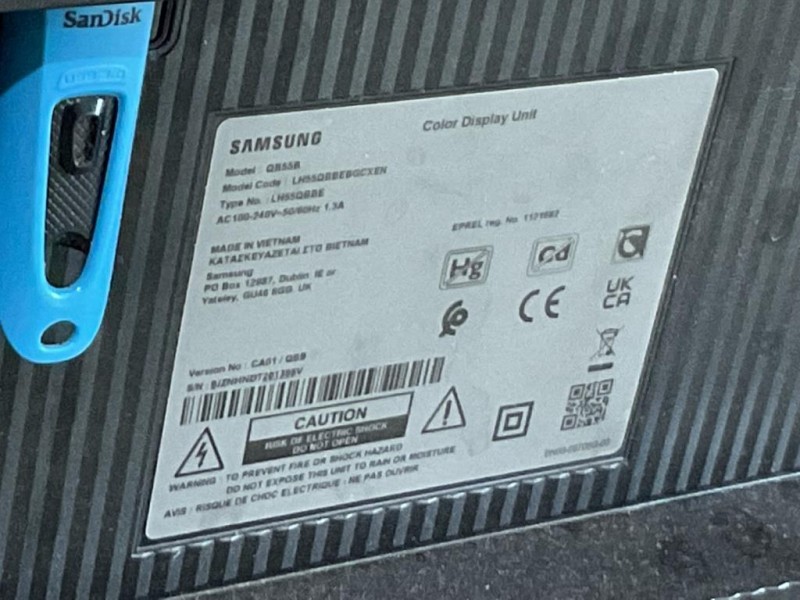 SanDisk
SAMSUNG
Color Display Unit
Model : QB55B
Model Code : LH55QBBEBGCXEN
Type No. : LH55QBBE
AC100-240V~50/60Hz 1.3A
EPREL reg. No. 1171692
MADE IN VIETNAM
ΚΑΤΑΣΚΕΥΑΖΕΤΑΙ ΣΤΟ ΒΙΕΤΝΑΜ
Samsung
PO Box 12987, Dublin. IE or
Yateley, GU46 6GG. UK
Hg
Cd
CE
UK
CA
Version No : CA01 / QBB
S/N :
CAUTION
RISK OF ELECTRIC SHOCK
DO NOT OPEN
WARNING : TO PREVENT FIRE OR SHOCK HAZARD
DO NOT EXPOSE THIS UNIT TO RAIN OR MOISTURE
AVIS : RISQUE DE CHOC ELECTRIQUE : NE PAS OUVRIR